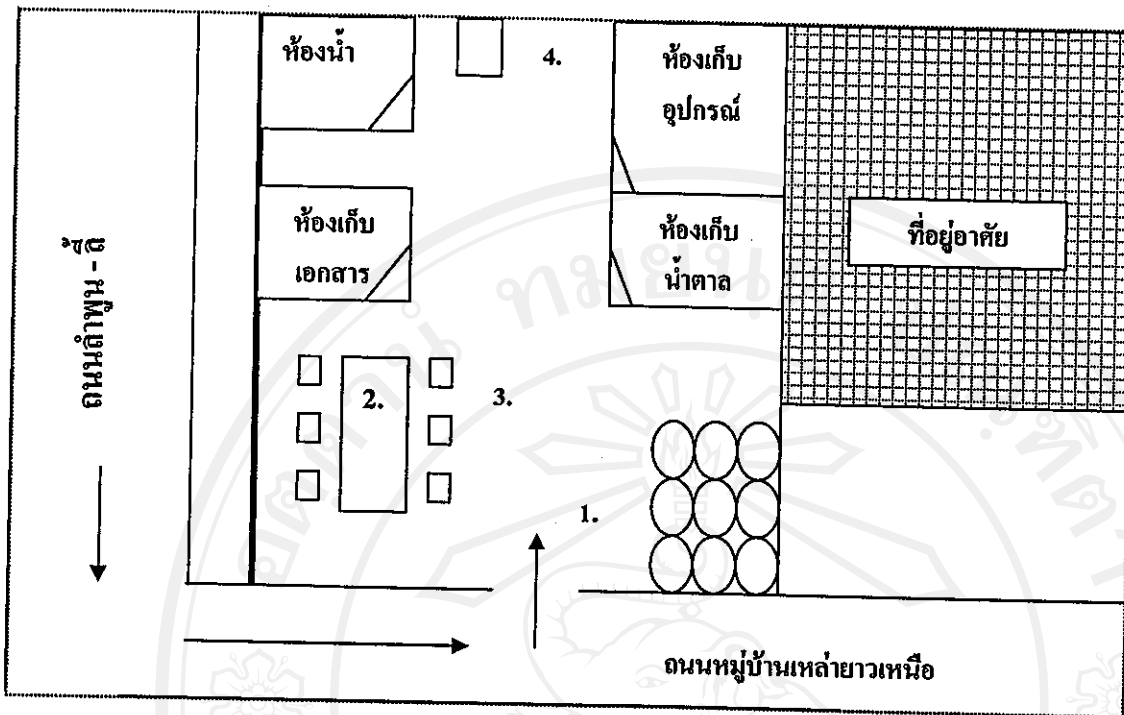 ห้องน้ำ
4.
ห้องเก็บ
อุปกรณ์
ห้องเก็บ
เอกสาร
ห้องเก็บ
น้ำตาล
ที่อยู่อาศัย
ถนนลำพูน - ลี้
2.
3.
1.
ถนนหมู่บ้านเหล่ายาวเหนือ